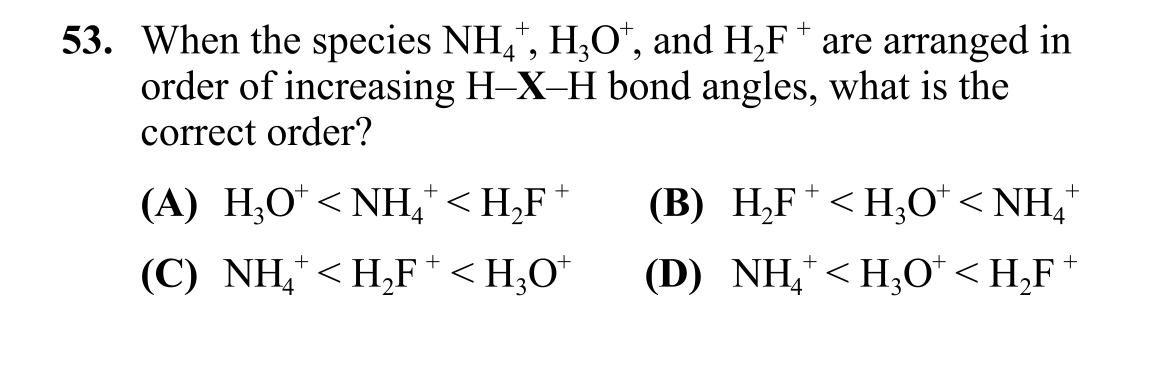 53. When the species NH₄⁺, H₃O⁺, and H₂F⁺ are arranged in
order of increasing H–X–H bond angles, what is the
correct order?
(A) H₃O⁺ < NH₄⁺ < H₂F⁺ (B) H₂F⁺ < H₃O⁺ < NH₄⁺
(C) NH₄⁺ < H₂F⁺ < H₃O⁺ (D) NH₄⁺ < H₃O⁺ < H₂F⁺